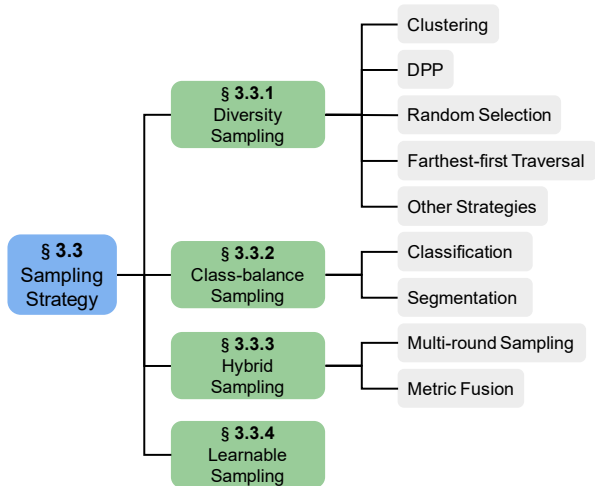 § 3.3
Sampling
Strategy
§ 3.3.1
Diversity
Sampling
Clustering
DPP
Random Selection
Farthest-first Traversal
Other Strategies
§ 3.3.2
Class-balance
Sampling
Classification
Segmentation
§ 3.3.3
Hybrid
Sampling
Multi-round Sampling
Metric Fusion
§ 3.3.4
Learnable
Sampling